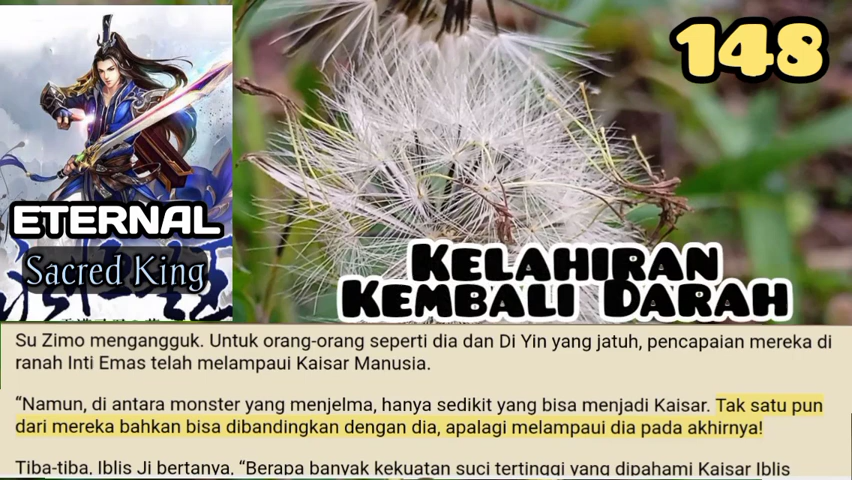 148
ETERNAL
Sacred King
KELAHIRAN
KEMBALI DARAH
Su Zimo mengangguk. Untuk orang-orang seperti dia dan Di Yin yang jatuh, pencapaian mereka di
ranah Inti Emas telah melampaui Kaisar Manusia.
“Namun, di antara monster yang menjelma, hanya sedikit yang bisa menjadi Kaisar. Tak satu pun
dari mereka bahkan bisa dibandingkan dengan dia, apalagi melampaui dia pada akhirnya!
Tiba-tiba, Iblis Ji bertanya, “Berapa banyak kekuatan suci tertinggi yang dipahami Kaisar Iblis